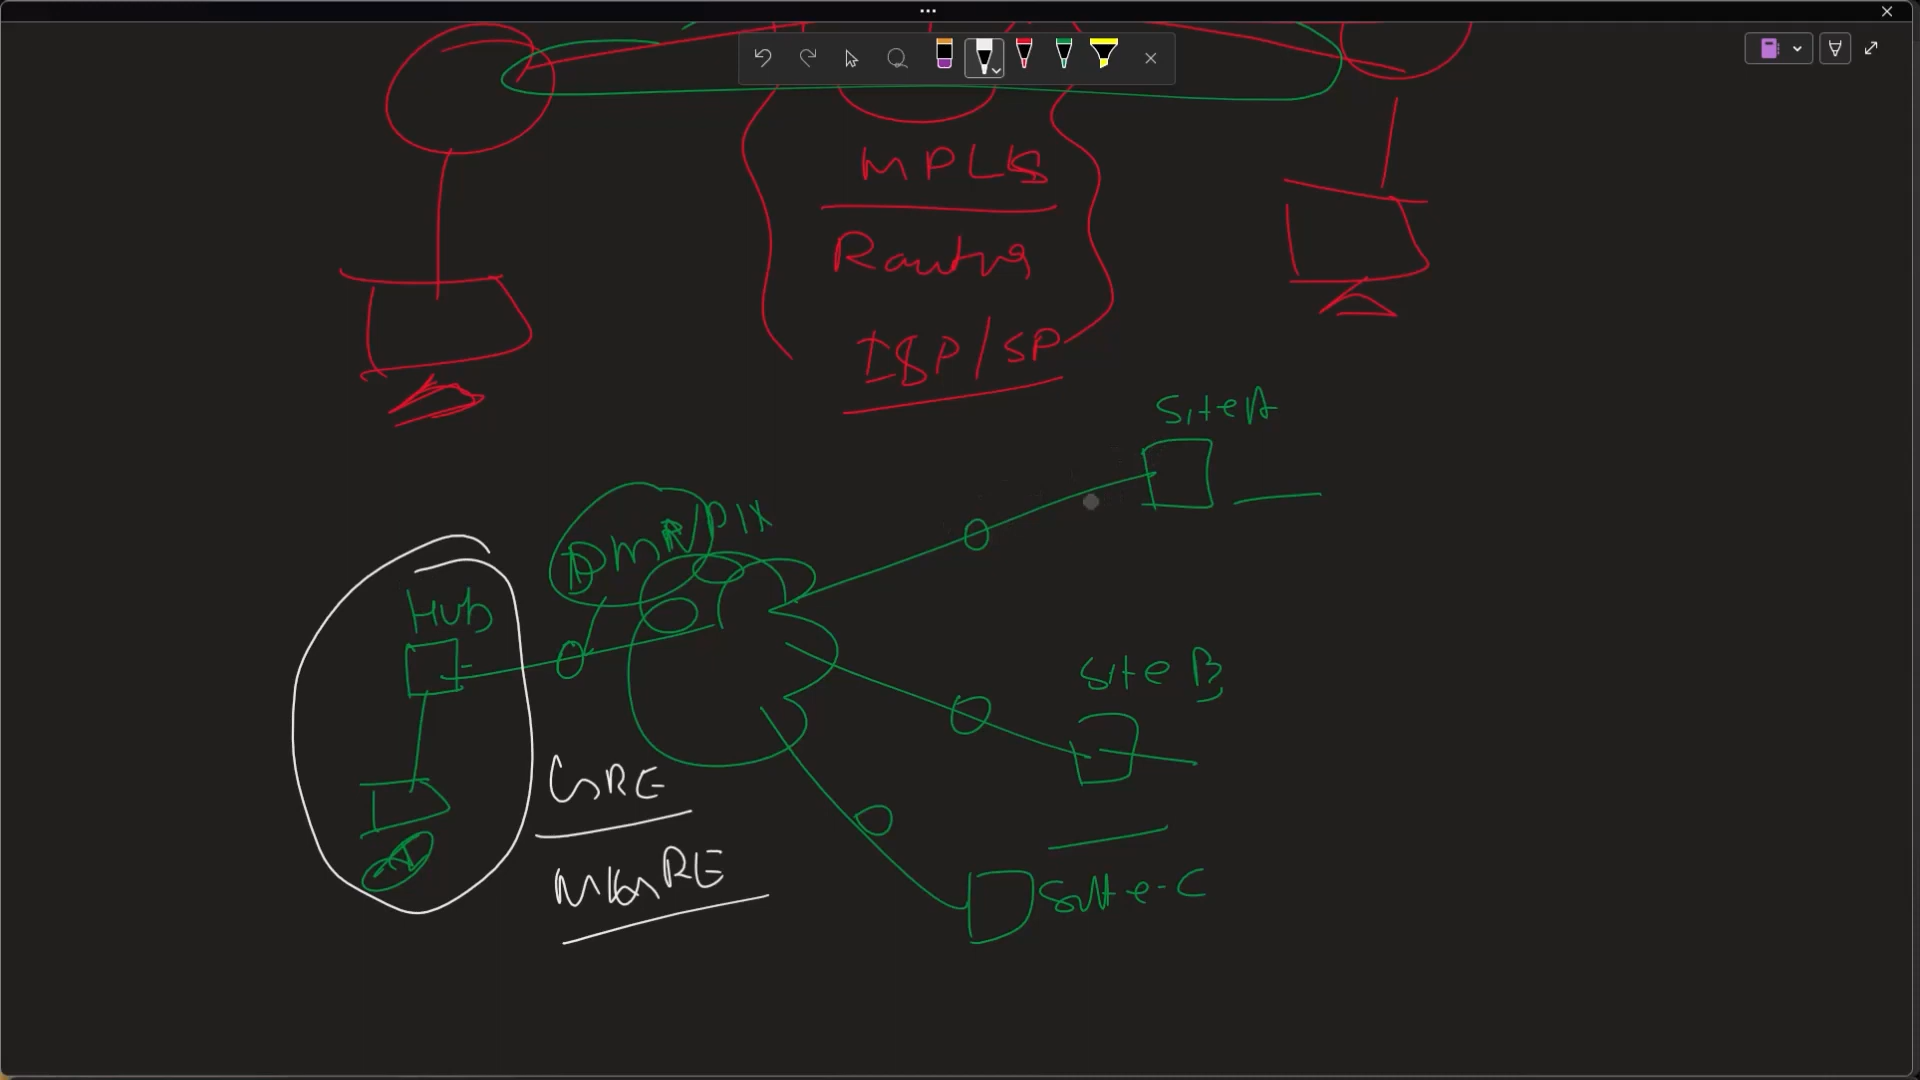 MPLS
Routing
ISP/SP
Site A
Hub
Site B
GRE
MGRE
Site-C